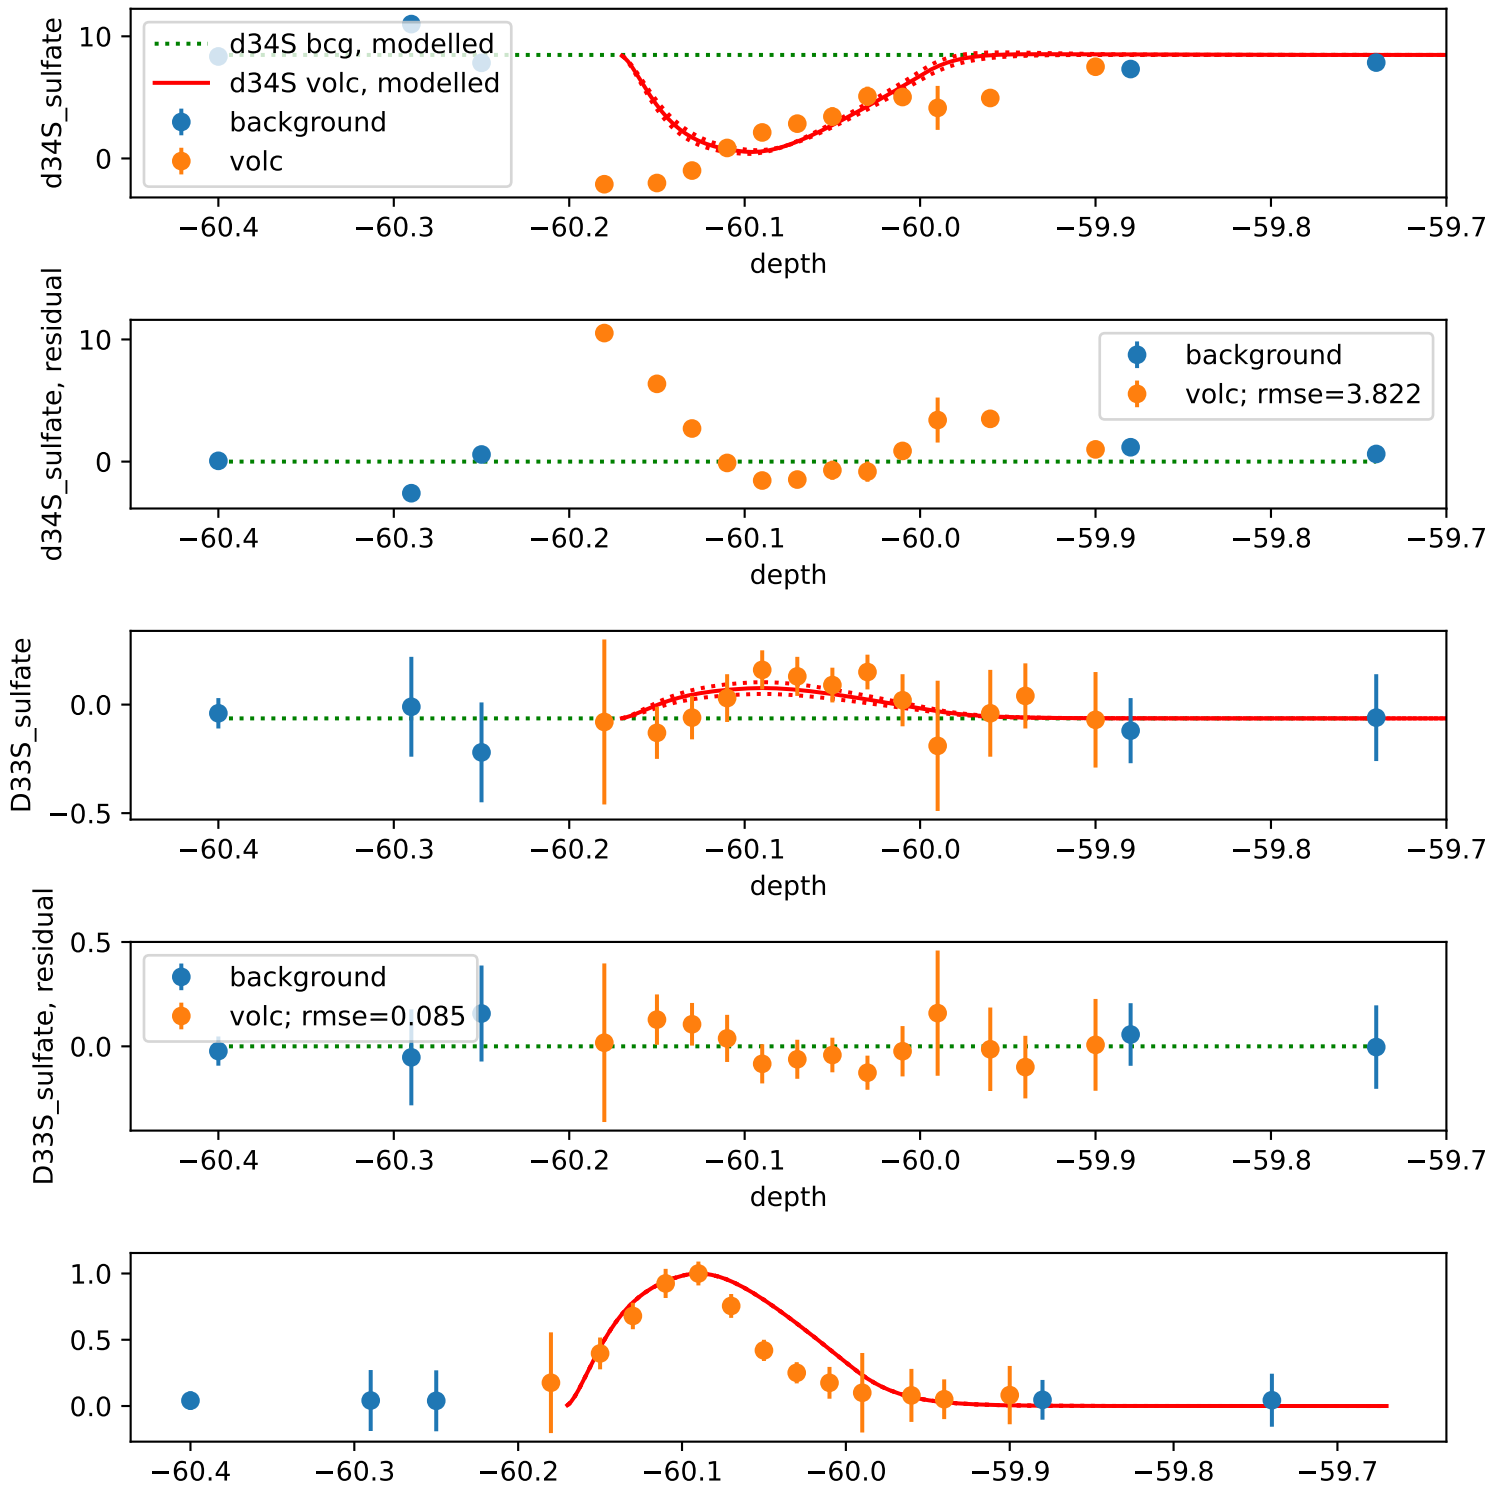 d34S_sulfate
10
0
d34S bcg, modelled
d34S volc, modelled
background
volc
−60.4 −60.3 −60.2 −60.1 −60.0 −59.9 −59.8 −59.7
depth
d34S_sulfate, residual
10
0
background
volc; rmse=3.822
−60.4 −60.3 −60.2 −60.1 −60.0 −59.9 −59.8 −59.7
depth
D33S_sulfate
0.0
−0.5
−60.4 −60.3 −60.2 −60.1 −60.0 −59.9 −59.8 −59.7
depth
D33S_sulfate, residual
0.5
0.0
background
volc; rmse=0.085
−60.4 −60.3 −60.2 −60.1 −60.0 −59.9 −59.8 −59.7
depth
1.0
0.5
0.0
−60.4 −60.3 −60.2 −60.1 −60.0 −59.9 −59.8 −59.7